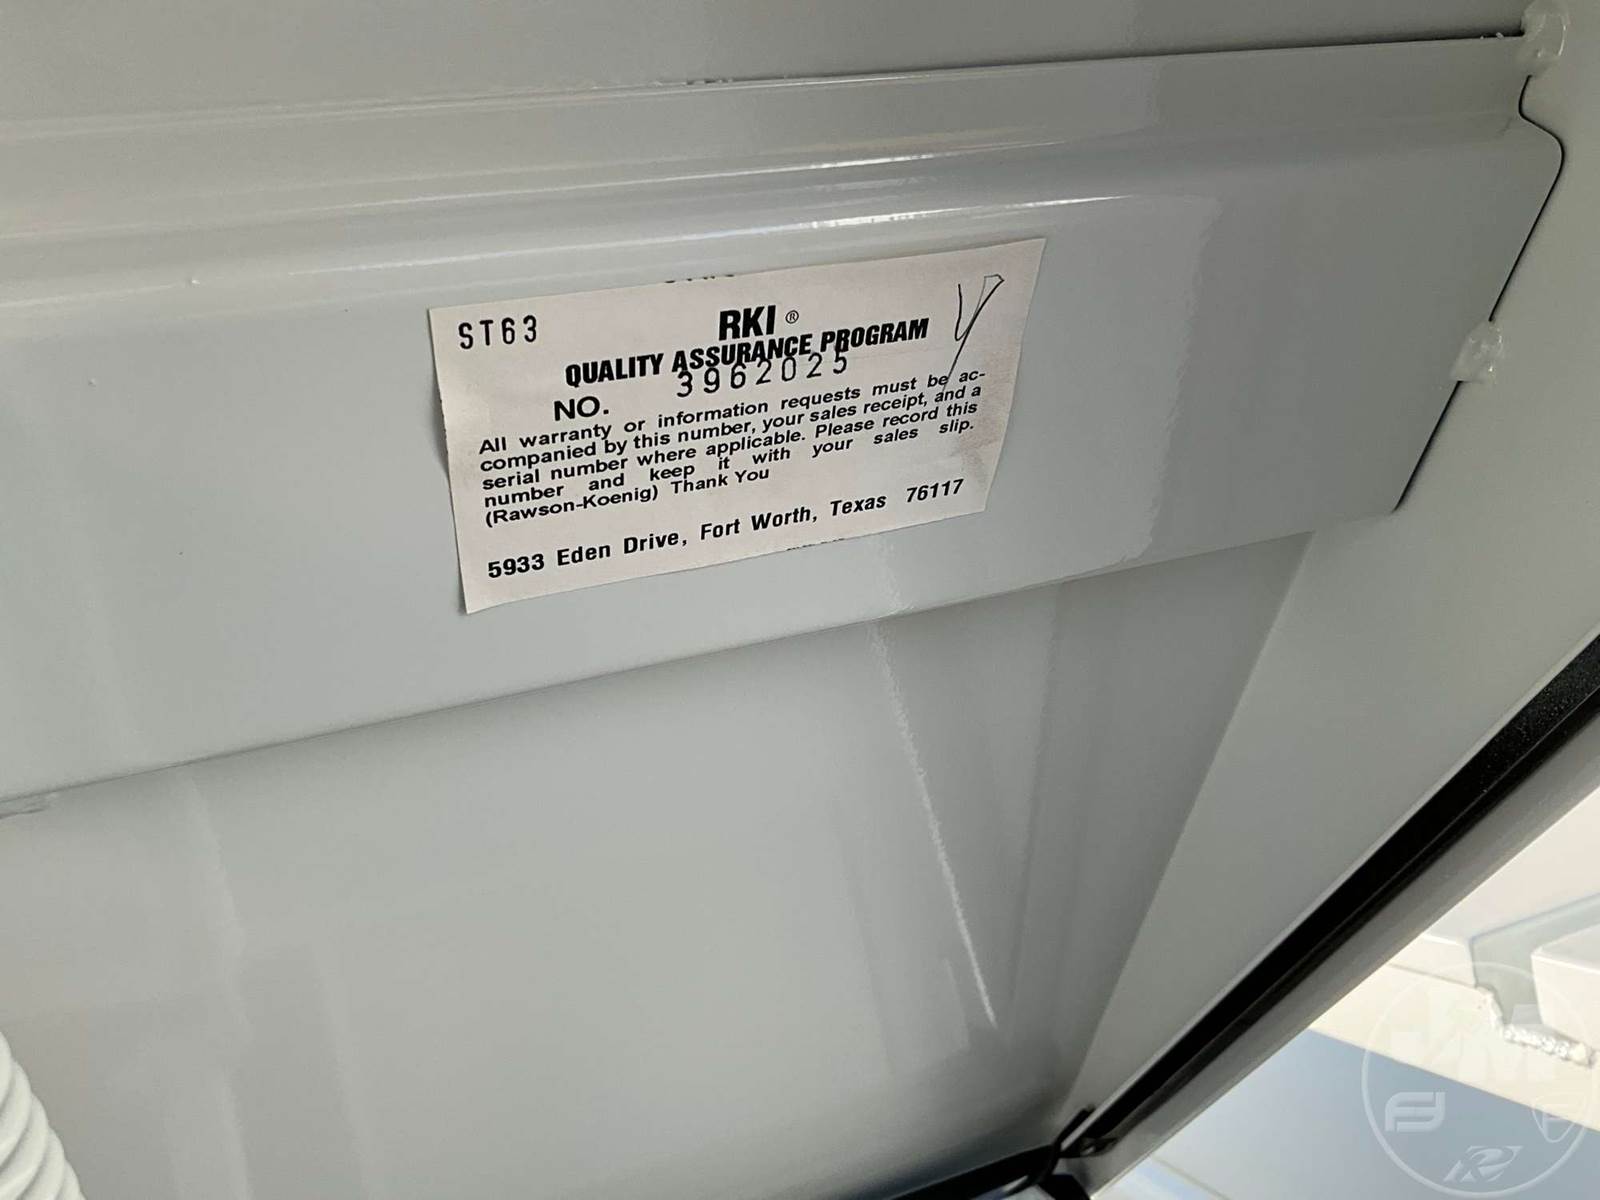 ST63
RKI ®
QUALITY ASSURANCE PROGRAM
3962025
NO.
All warranty or information requests must be ac-
companied by this number, your sales receipt, and a
serial number where applicable. Please record this
number and keep it with your sales slip.
(Rawson-Koenig) Thank You
5933 Eden Drive, Fort Worth, Texas 76117